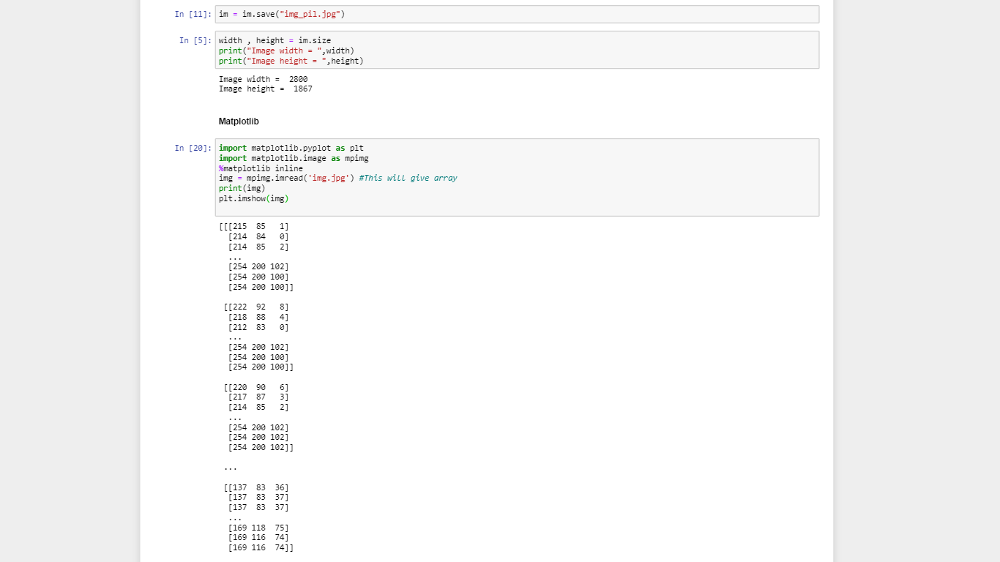 In [11]: im = im.save("img_pil.jpg")
In [5]: width , height = im.size
print("Image width = ",width)
print("Image height = ",height)
Image width =  2800
Image height =  1867
Matplotlib
In [20]: import matplotlib.pyplot as plt
import matplotlib.image as mpimg
%matplotlib inline
img = mpimg.imread('img.jpg') #This will give array
print(img)
plt.imshow(img)
[[[215  85   1]
  [214  84   0]
  [214  85   2]
  ...
  [254 200 102]
  [254 200 100]
  [254 200 100]]
 [[222  92   8]
  [218  88   4]
  [212  83   0]
  ...
  [254 200 102]
  [254 200 100]
  [254 200 100]]
 [[220  90   6]
  [217  87   3]
  [214  85   2]
  ...
  [254 200 102]
  [254 200 102]
  [254 200 102]]
 ...
 [[137  83  36]
  [137  83  37]
  [137  83  37]
  ...
  [169 118  75]
  [169 116  74]
  [169 116  74]]